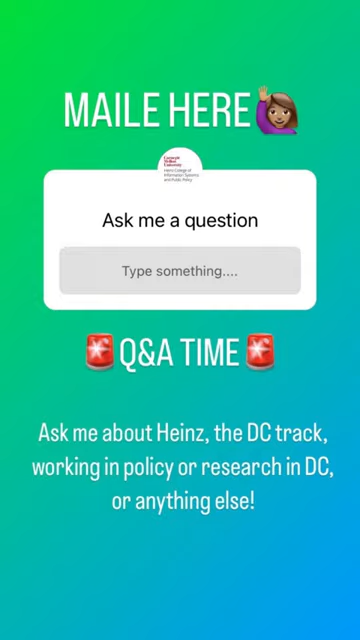 MAILE HERE🙋🏽‍♀️
Carnegie
Mellon
University
Heinz College of
Information Systems
and Public Policy
Ask me a question
Type something....
🚨Q&A TIME🚨
Ask me about Heinz, the DC track,
working in policy or research in DC,
or anything else!